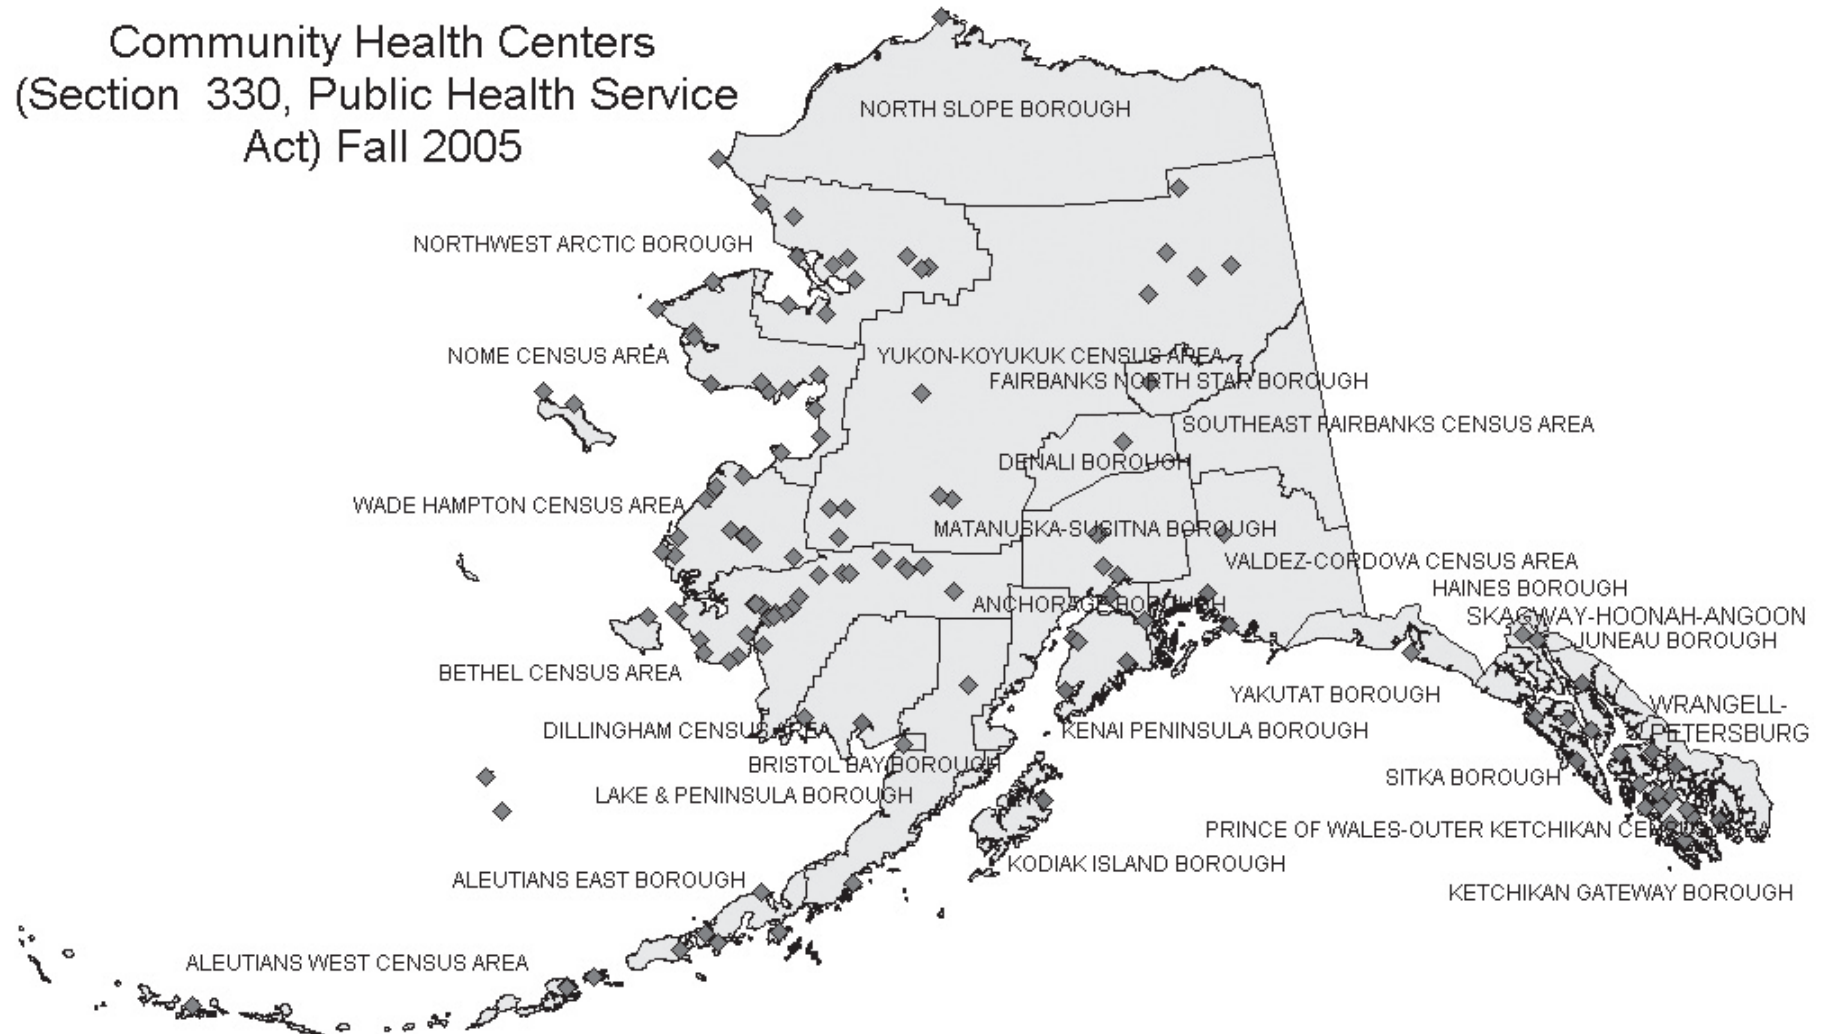 Community Health Centers
(Section 330, Public Health Service
Act) Fall 2005
NORTH SLOPE BOROUGH
NORTHWEST ARCTIC BOROUGH
NOME CENSUS AREA
YUKON-KOYUKUK CENSUS AREA
FAIRBANKS NORTH STAR BOROUGH
SOUTHEAST FAIRBANKS CENSUS AREA
DENALI BOROUGH
WADE HAMPTON CENSUS AREA
MATANUSKA-SUSITNA BOROUGH
VALDEZ-CORDOVA CENSUS AREA
HAINES BOROUGH
ANCHORAGE BOROUGH
SKAGWAY-HOONAH-ANGOON
JUNEAU BOROUGH
BETHEL CENSUS AREA
YAKUTAT BOROUGH
WRANGELL-
PETERSBURG
DILLINGHAM CENSUS AREA
KENAI PENINSULA BOROUGH
BRISTOL BAY BOROUGH
SITKA BOROUGH
LAKE & PENINSULA BOROUGH
PRINCE OF WALES-OUTER KETCHIKAN CENSUS AREA
KODIAK ISLAND BOROUGH
ALEUTIANS EAST BOROUGH
KETCHIKAN GATEWAY BOROUGH
ALEUTIANS WEST CENSUS AREA